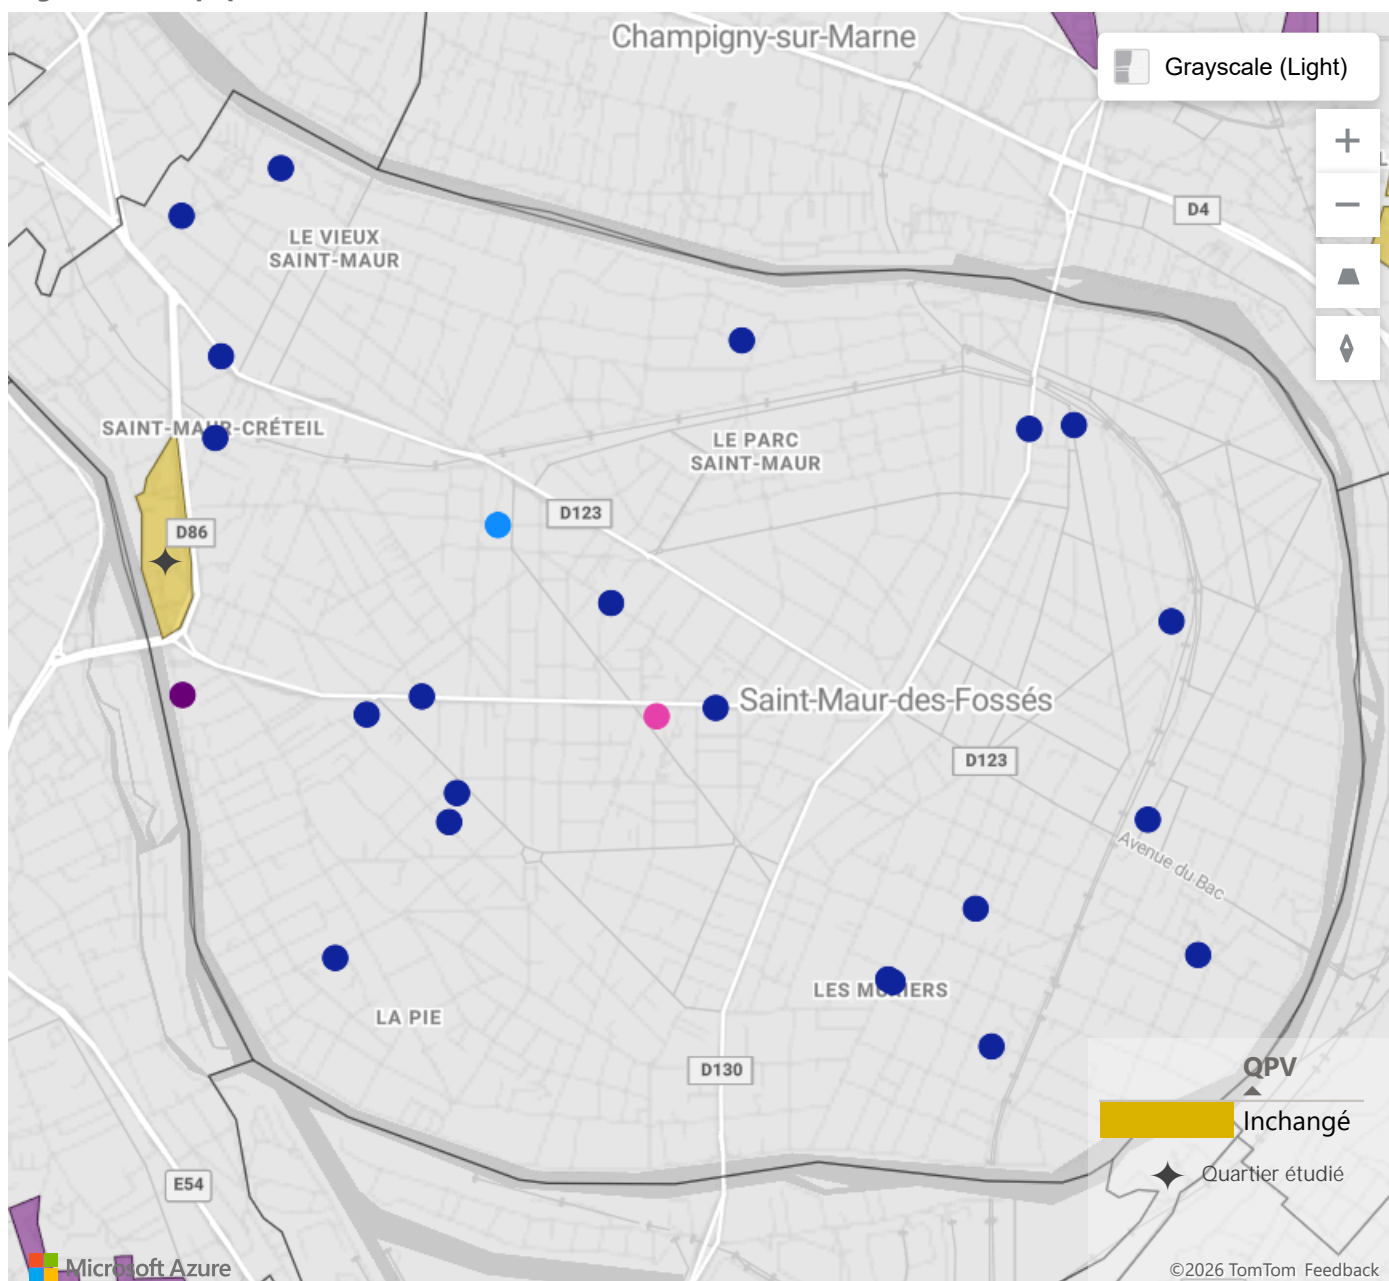 Champigny-sur-Marne
Grayscale (Light)
D4
LE VIEUX
SAINT-MAUR
SAINT-MAUR-CRÉTEIL
LE PARC
SAINT-MAUR
D123
D86
Saint-Maur-des-Fossés
D123
Avenue du Bac
LES
LA PIE
D130
QPV
Inchangé
Quartier étudié
E54
Microsoft Azure
©2026 TomTom Feedback